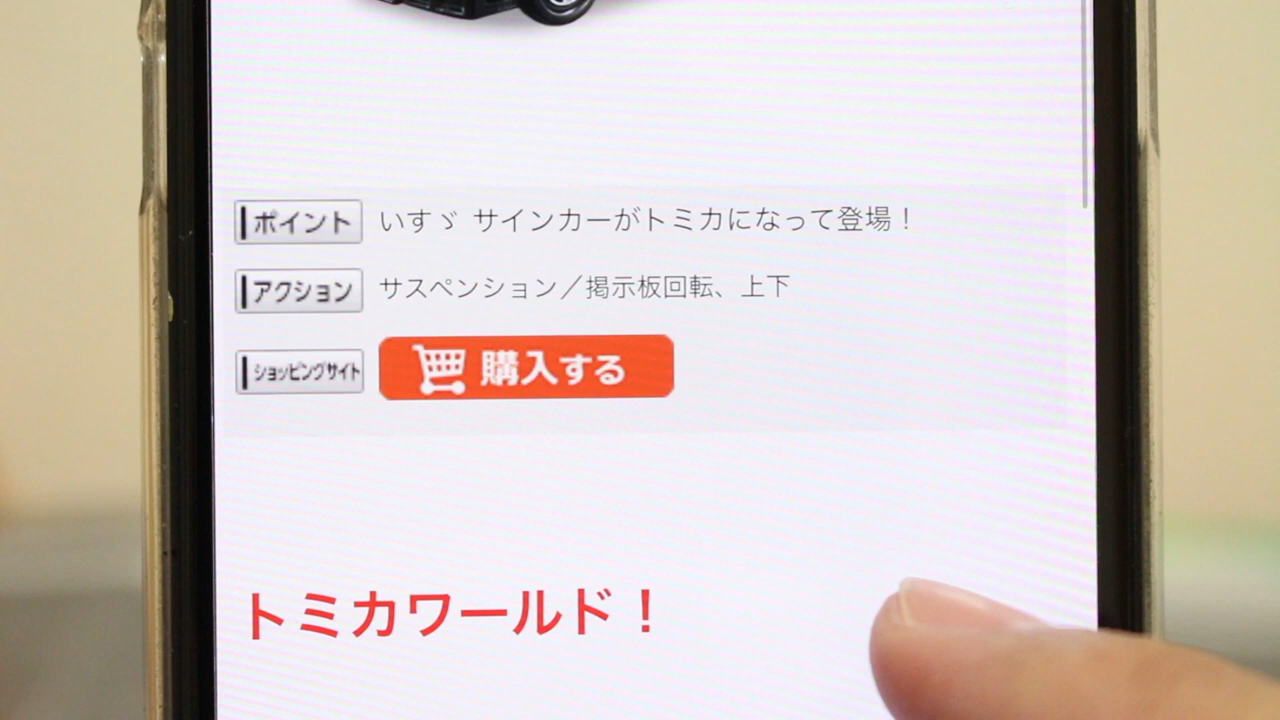 ポイント いすゞ サインカーがトミカになって登場！
アクション サスペンション／掲示板回転、上下
ショッピングサイト 購入する
トミカワールド！